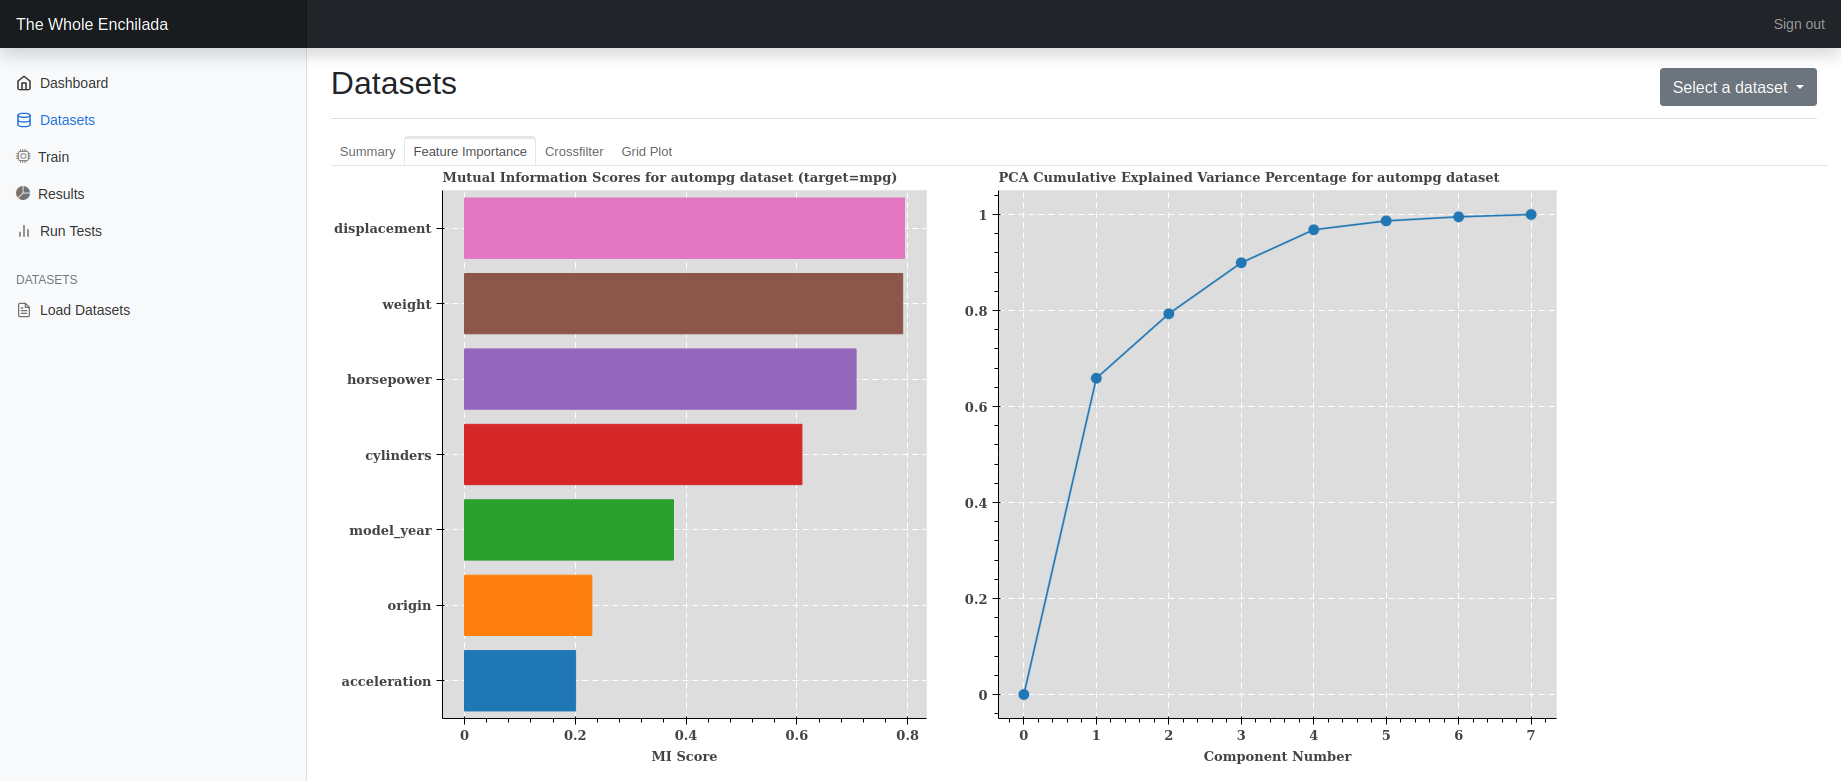 The Whole Enchilada
Sign out
Dashboard
Datasets
Train
Results
Run Tests
DATASETS
Load Datasets
Datasets
Select a dataset
Summary
Feature Importance
Crossfilter
Grid Plot
Mutual Information Scores for autompg dataset (target=mpg)
displacement
weight
horsepower
cylinders
model_year
origin
acceleration
0 0.2 0.4 0.6 0.8
MI Score
PCA Cumulative Explained Variance Percentage for autompg dataset
1
0.8
0.6
0.4
0.2
0
0 1 2 3 4 5 6 7
Component Number